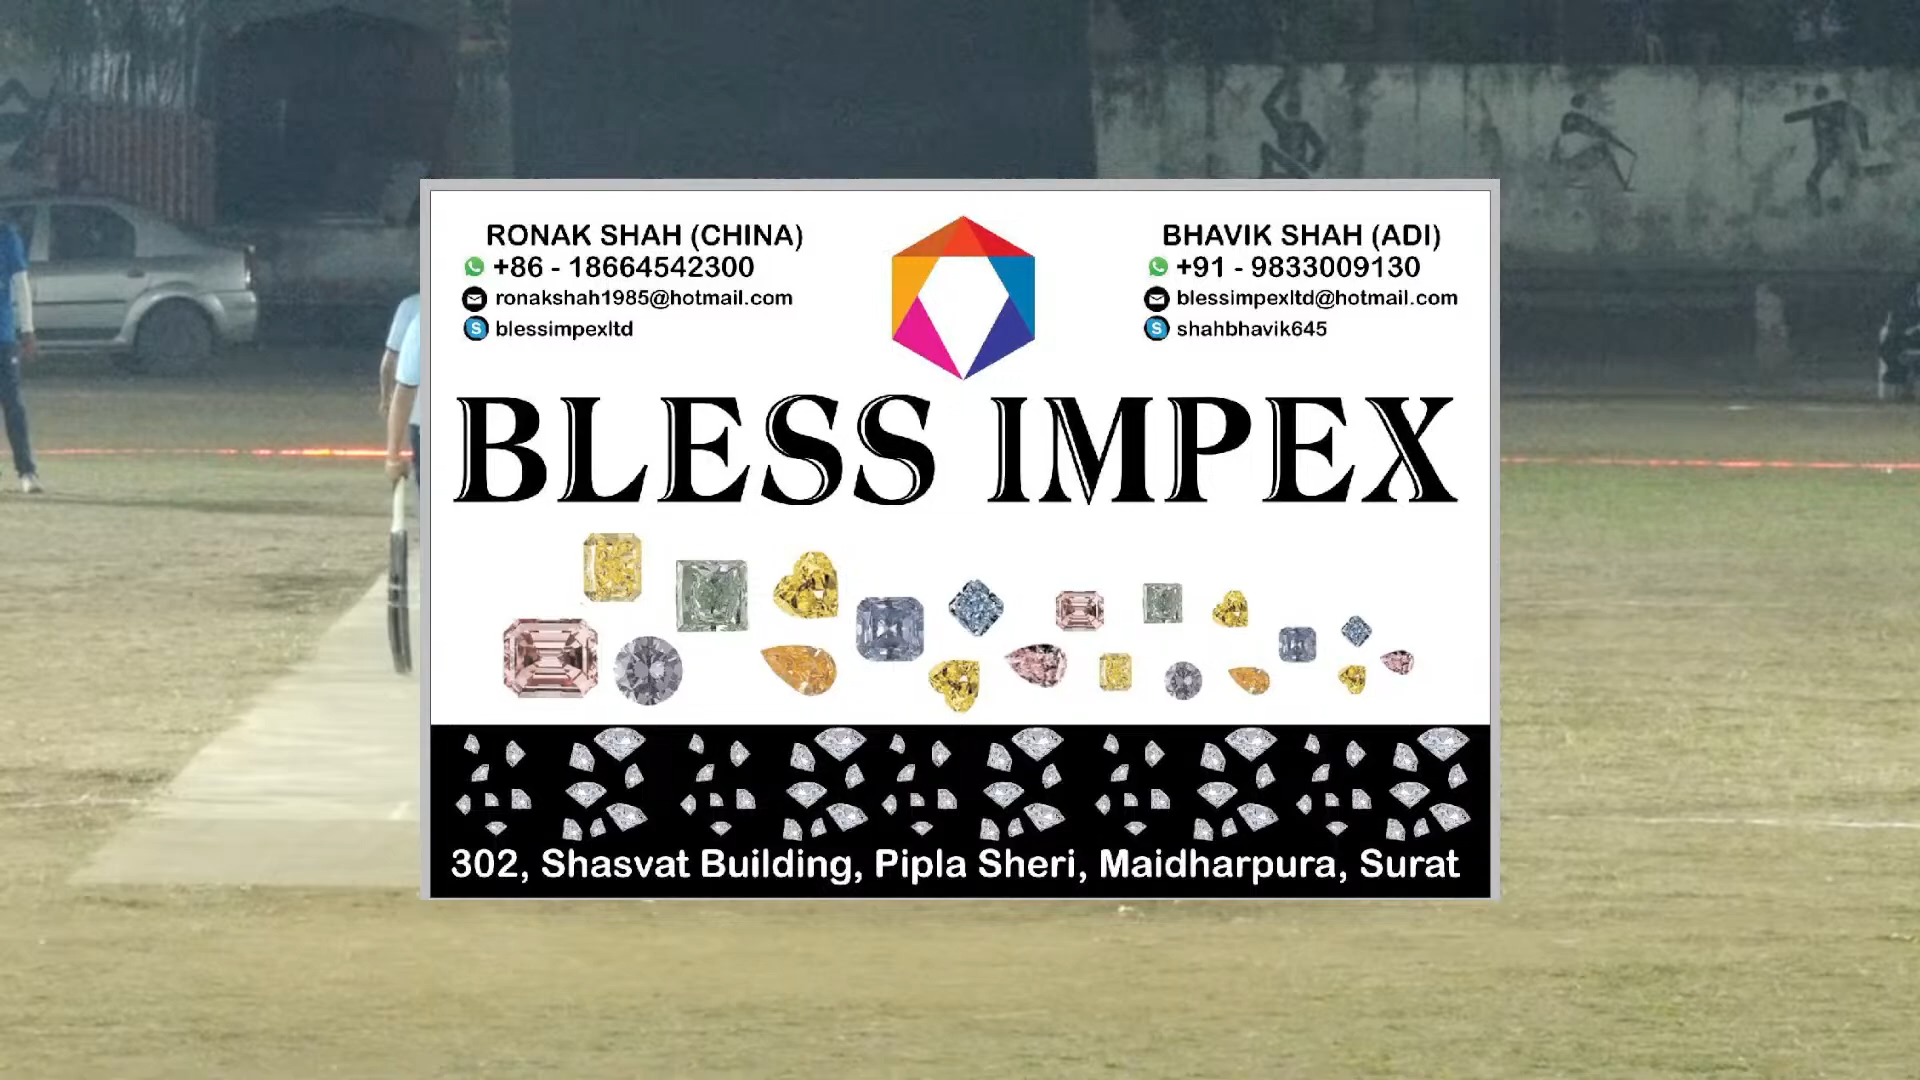 RONAK SHAH (CHINA)
+86 - 18664542300
ronakshah1985@hotmail.com
blessimpexltd
BHAVIK SHAH (ADI)
+91 - 9833009130
blessimpexltd@hotmail.com
shahbhavik645
BLESS IMPEX
302, Shasvat Building, Pipla Sheri, Maidharpura, Surat